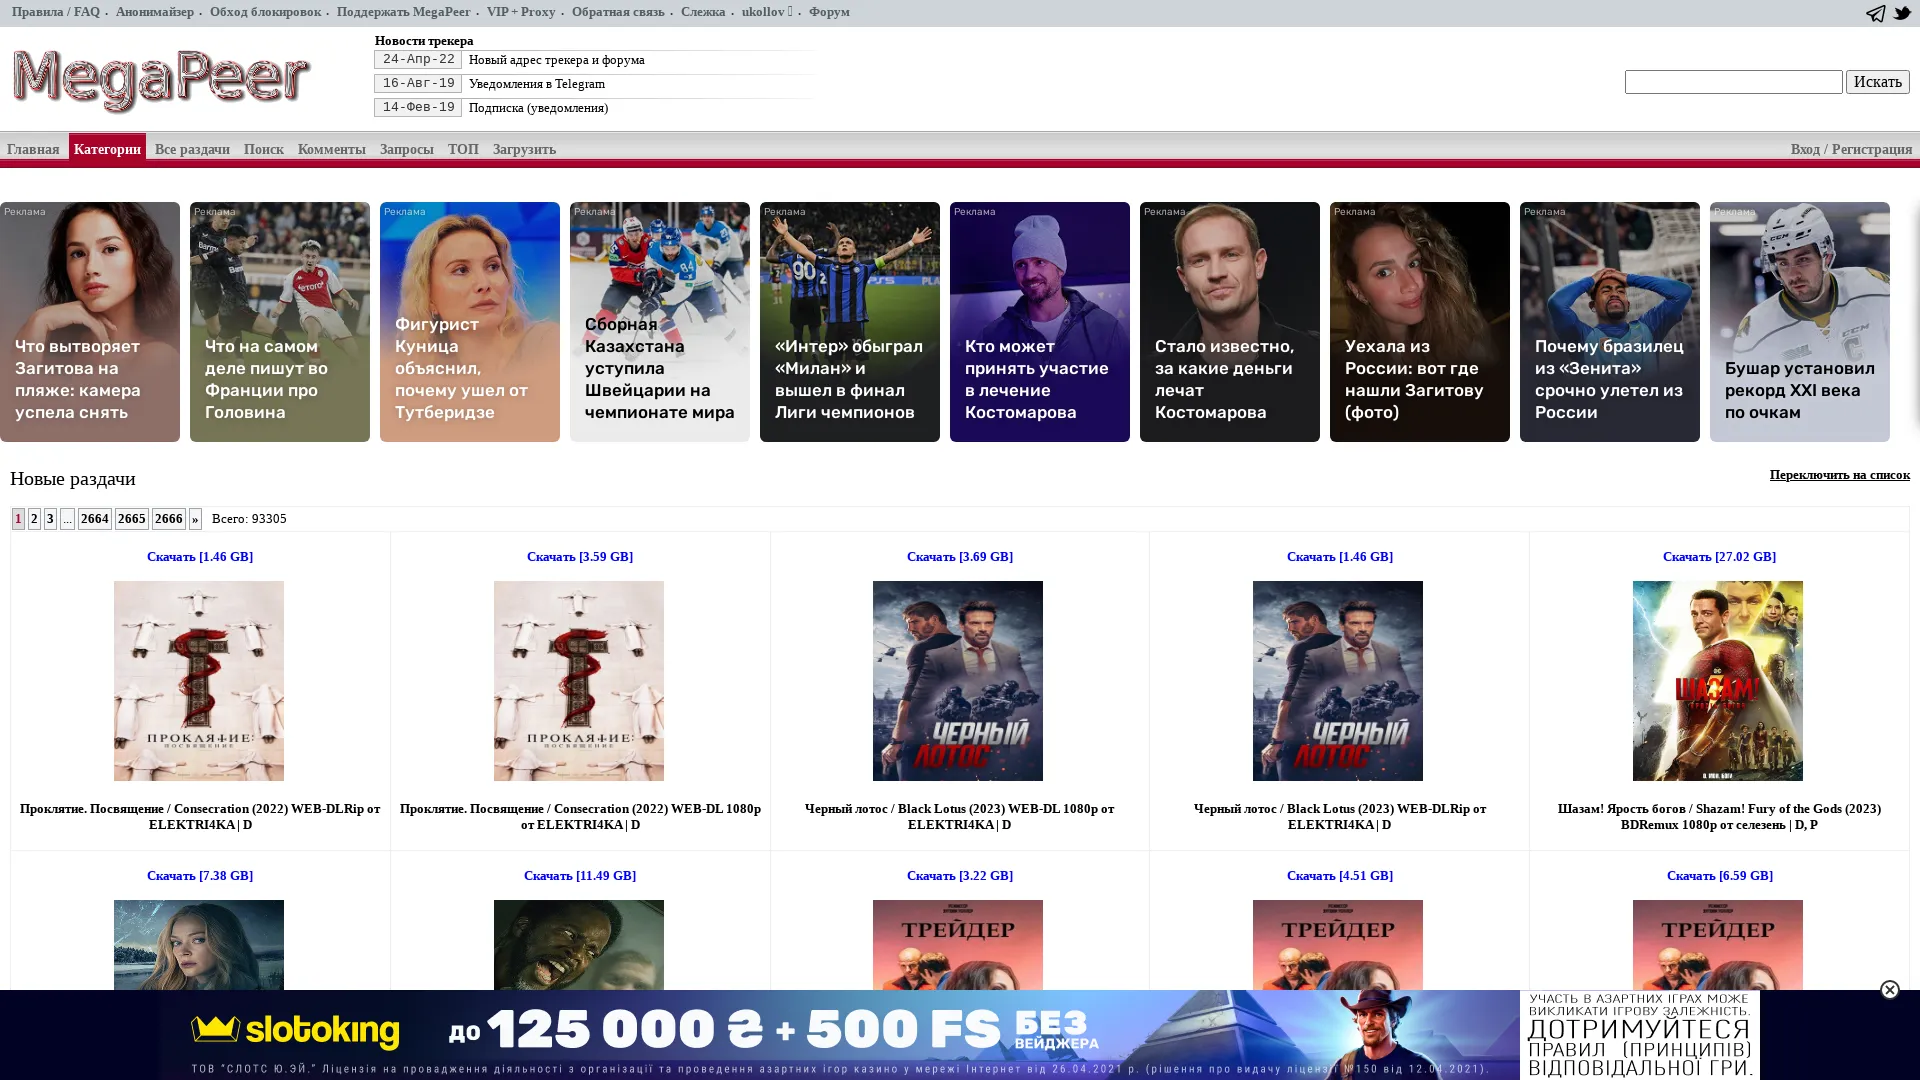 Правила / FAQ . Анонимайзер . Обход блокировок . Поддержать MegaPeer . VIP + Proxy . Обратная связь . Слежка . ukollov . Форум
MegaPeer
Новости трекера
24-Апр-22 Новый адрес трекера и форума
16-Авг-19 Уведомления в Telegram
14-Фев-19 Подписка (уведомления)
Искать
Главная Категории Все раздачи Поиск Комменты Запросы ТОП Загрузить Вход / Регистрация
Реклама
Что вытворяет
Загитова на
пляже: камера
успела снять
Реклама
Что на самом
деле пишут во
Франции про
Головина
Реклама
Фигурист
Куница
объяснил,
почему ушел от
Тутберидзе
Реклама
Сборная
Казахстана
уступила
Швейцарии на
чемпионате мира
Реклама
«Интер» обыграл
«Милан» и
вышел в финал
Лиги чемпионов
Реклама
Кто может
принять участие
в лечение
Костомарова
Реклама
Стало известно,
за какие деньги
лечат
Костомарова
Реклама
Уехала из
России: вот где
нашли Загитову
(фото)
Реклама
Почему бразилец
из «Зенита»
срочно улетел из
России
Реклама
Бушар установил
рекорд XXI века
по очкам
Новые раздачи
Переключить на список
1 2 3 ... 2664 2665 2666 » Всего: 93305
Скачать [1.46 GB]
ПРОКЛЯТИЕ:
ПОСВЯЩЕНИЕ
Проклятие. Посвящение / Consecration (2022) WEB-DLRip от
ELEKTRI4KA | D
Скачать [3.59 GB]
ПРОКЛЯТИЕ:
ПОСВЯЩЕНИЕ
Проклятие. Посвящение / Consecration (2022) WEB-DL 1080p
от ELEKTRI4KA | D
Скачать [3.69 GB]
ЧЕРНЫЙ
ЛОТОС
Черный лотос / Black Lotus (2023) WEB-DL 1080p от
ELEKTRI4KA | D
Скачать [1.46 GB]
ЧЕРНЫЙ
ЛОТОС
Черный лотос / Black Lotus (2023) WEB-DLRip от
ELEKTRI4KA | D
Скачать [27.02 GB]
ШАЗАМ!
Шазам! Ярость богов / Shazam! Fury of the Gods (2023)
BDRemux 1080p от селезень | D, P
Скачать [7.38 GB]
Скачать [11.49 GB]
Скачать [3.22 GB]
ТРЕЙДЕР
Скачать [4.51 GB]
ТРЕЙДЕР
Скачать [6.59 GB]
ТРЕЙДЕР
slotoking
до 125 000 ₴ + 500 FS БЕЗ
ВЕЙДЖЕРА
ТОВ "СЛОТС Ю.ЭЙ." Ліцензія на провадження діяльності з організації та проведення азартних ігор казино у мережі Інтернет від 26.04.2021 р. (рішення про видачу ліцензії №150 від 12.04.2021).
УЧАСТЬ В АЗАРТНИХ ІГРАХ МОЖЕ
ВИКЛИКАТИ ІГРОВУ ЗАЛЕЖНІСТЬ.
ДОТРИМУЙТЕСЯ
ПРАВИЛ (ПРИНЦИПІВ)
ВІДПОВІДАЛЬНОЇ ГРИ.